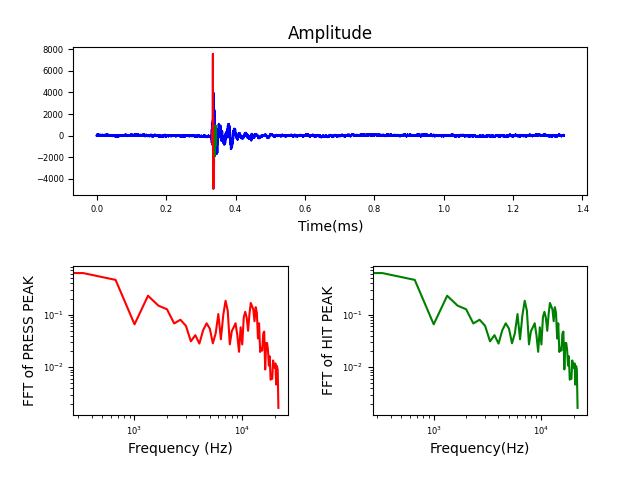 Amplitude
8000
6000
4000
2000
0
−2000
−4000
0.0 0.2 0.4 0.6 0.8 1.0 1.2 1.4
Time(ms)
FFT of PRESS PEAK
10⁻¹
10⁻²
10³ 10⁴
Frequency (Hz)
FFT of HIT PEAK
10⁻¹
10⁻²
10³ 10⁴
Frequency(Hz)